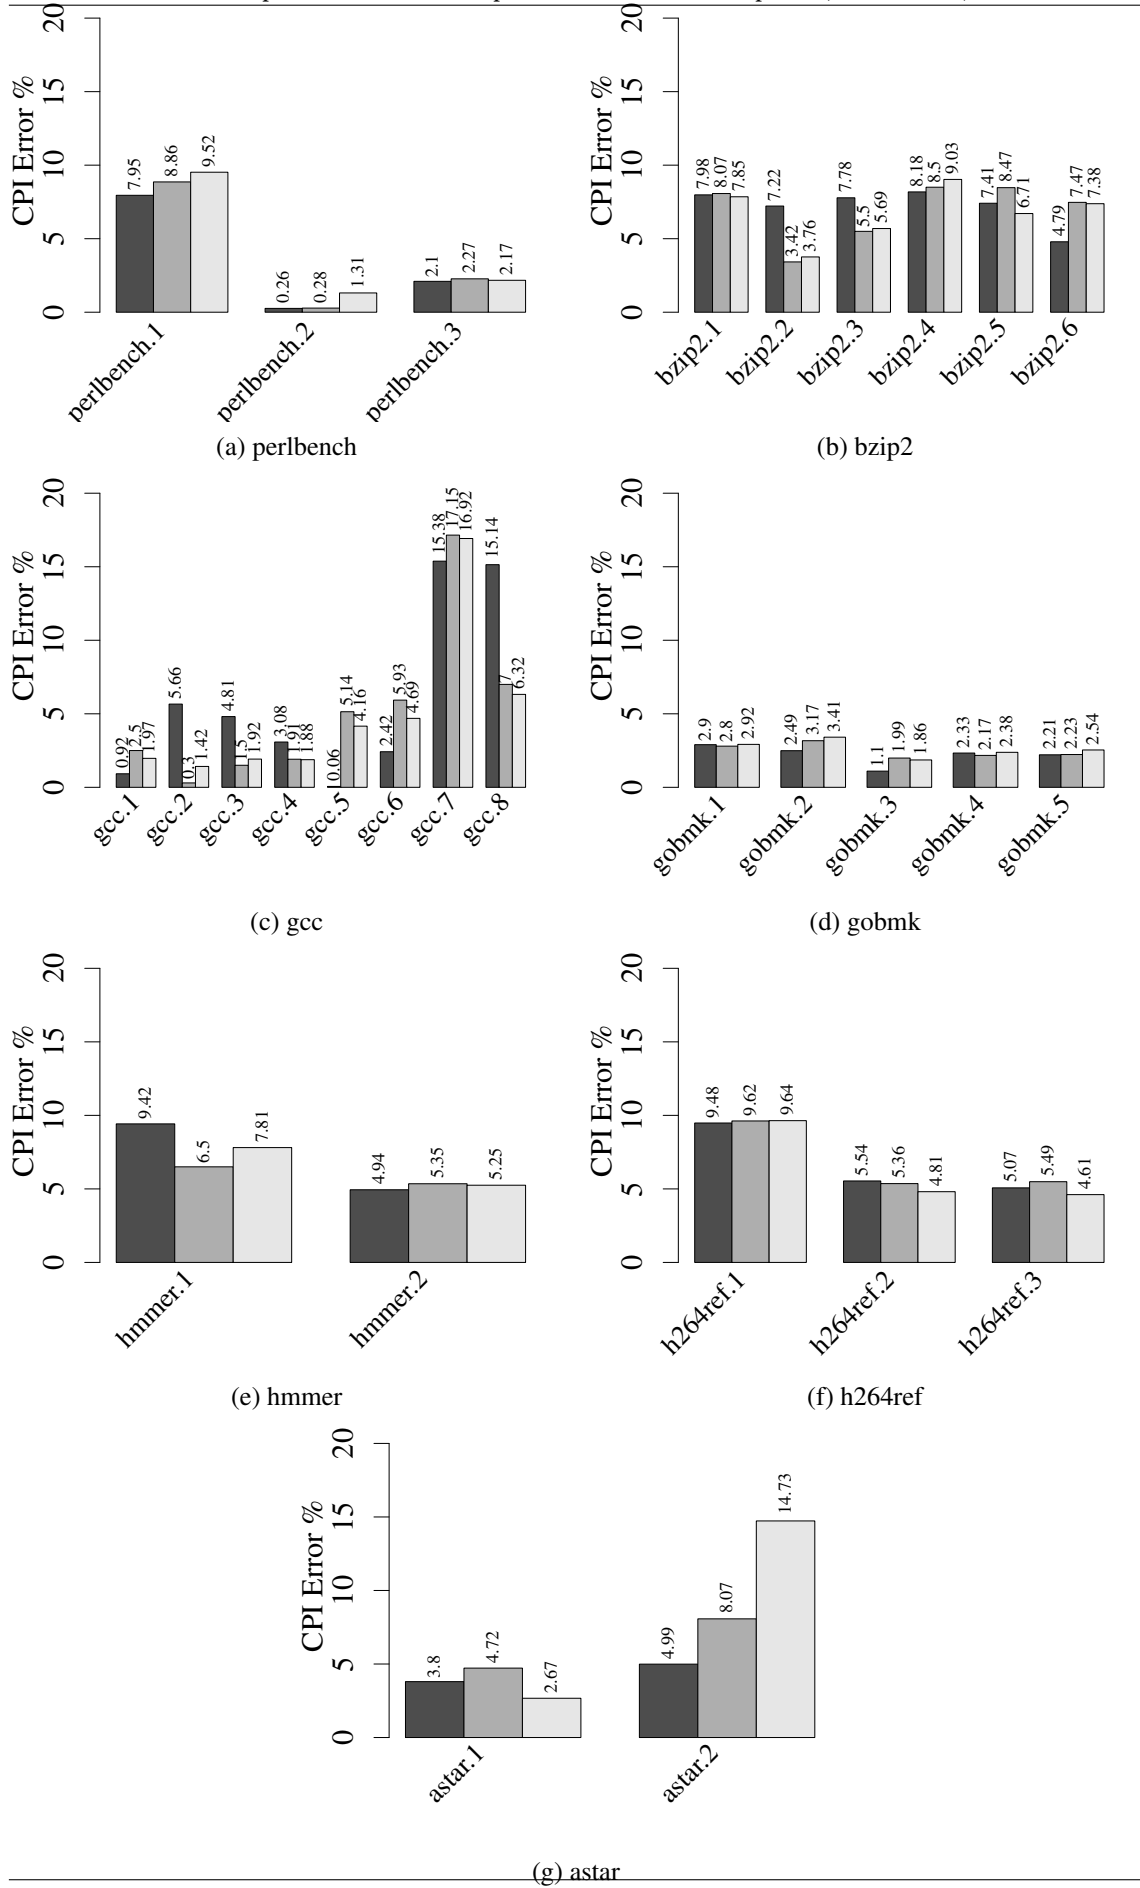 CPI Error %
0 5 10 15 20
7.95 8.86 9.52
0.26 0.28 1.31
2.1 2.27 2.17
perlbench.1 perlbench.2 perlbench.3
(a) perlbench
CPI Error %
0 5 10 15 20
7.98 8.07 7.85
7.22 3.42 3.76
7.78 5.5 5.69
8.18 8.5 9.03
7.41 8.47 6.71
4.79 7.47 7.38
bzip2.1 bzip2.2 bzip2.3 bzip2.4 bzip2.5 bzip2.6
(b) bzip2
CPI Error %
0 5 10 15 20
0.92 2.5 1.97
5.66 0.3 1.42
4.81 1.5 1.92
3.08 1.91 1.88
0.06 5.14 4.16
2.42 5.93 4.69
15.38 17.15 16.92
15.14 7 6.32
gcc.1 gcc.2 gcc.3 gcc.4 gcc.5 gcc.6 gcc.7 gcc.8
(c) gcc
CPI Error %
0 5 10 15 20
2.9 2.8 2.92
2.49 3.17 3.41
1.1 1.99 1.86
2.33 2.17 2.38
2.21 2.23 2.54
gobmk.1 gobmk.2 gobmk.3 gobmk.4 gobmk.5
(d) gobmk
CPI Error %
0 5 10 15 20
9.42 6.5 7.81
4.94 5.35 5.25
hmmer.1 hmmer.2
(e) hmmer
CPI Error %
0 5 10 15 20
9.48 9.62 9.64
5.54 5.36 4.81
5.07 5.49 4.61
h264ref.1 h264ref.2 h264ref.3
(f) h264ref
CPI Error %
0 5 10 15 20
3.8 4.72 2.67
4.99 8.07 14.73
astar.1 astar.2
(g) astar